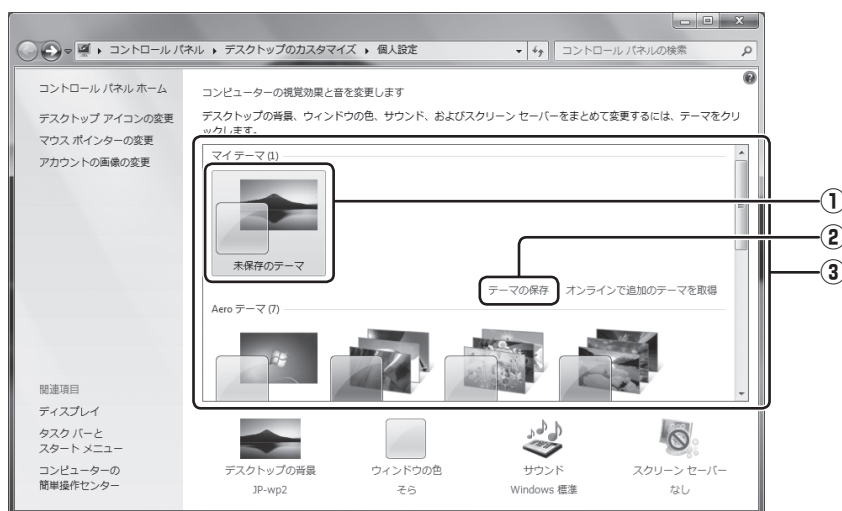 コントロール パネル ▸ デスクトップのカスタマイズ ▸ 個人設定
コントロール パネルの検索
コントロール パネル ホーム
デスクトップ アイコンの変更
マウス ポインターの変更
アカウントの画像の変更
コンピューターの視覚効果と音を変更します
デスクトップの背景、ウィンドウの色、サウンド、およびスクリーン セーバーをまとめて変更するには、テーマをクリ
ックします。
マイ テーマ (1)
未保存のテーマ
①
②
③
テーマの保存
オンラインで追加のテーマを取得
Aero テーマ (7)
関連項目
ディスプレイ
タスク バーと
スタート メニュー
コンピューターの
簡単操作センター
デスクトップの背景
JP-wp2
ウィンドウの色
そら
サウンド
Windows 標準
スクリーン セーバー
なし